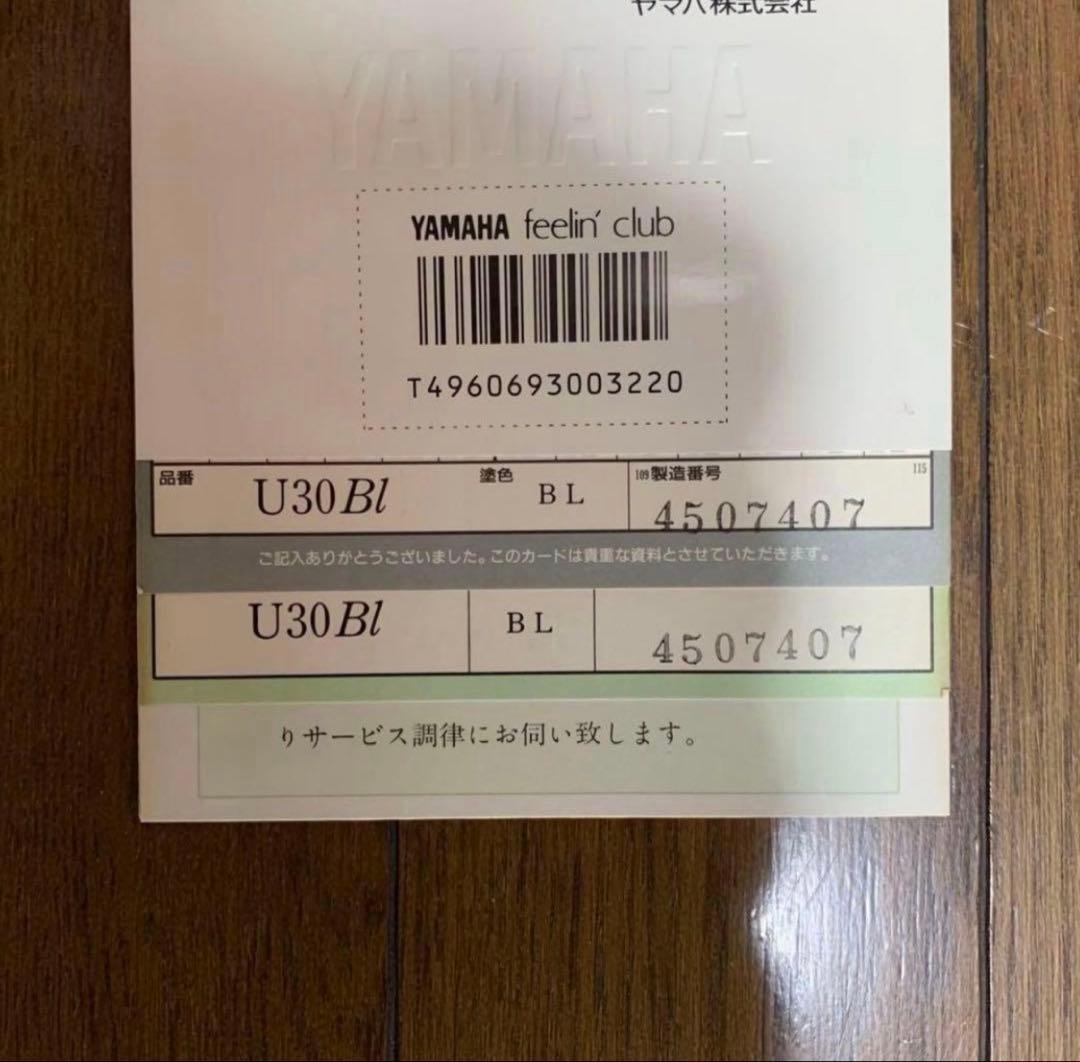 ヤマハ株式会社
YAMAHA
YAMAHA feelin' club
T4960693003220
品番 U30Bl 塗色 BL 109 製造番号 4507407 115
ご記入ありがとうございました。このカードは貴重な資料とさせていただきます。
U30Bl BL 4507407
りサービス調律にお伺い致します。